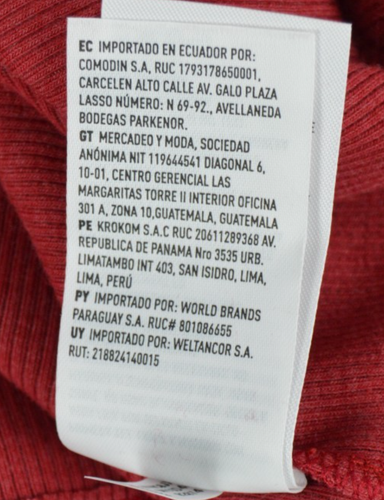 EC IMPORTADO EN ECUADOR POR:
COMODIN S.A, RUC 1793178650001,
CARCELEN ALTO CALLE AV. GALO PLAZA
LASSO NÚMERO: N 69-92., AVELLANEDA
BODEGAS PARKENOR.
GT MERCADEO Y MODA, SOCIEDAD
ANÓNIMA NIT 119644541 DIAGONAL 6,
10-01, CENTRO GERENCIAL LAS
MARGARITAS TORRE II INTERIOR OFICINA
301 A, ZONA 10,GUATEMALA, GUATEMALA
PE KROKOM S.A.C RUC 20611289368 AV.
REPUBLICA DE PANAMA Nro 3535 URB.
LIMATAMBO INT 403, SAN ISIDRO, LIMA,
LIMA, PERÚ
PY IMPORTADO POR: WORLD BRANDS
PARAGUAY S.A. RUC# 801086655
UY IMPORTADO POR: WELTANCOR S.A.
RUT: 218824140015